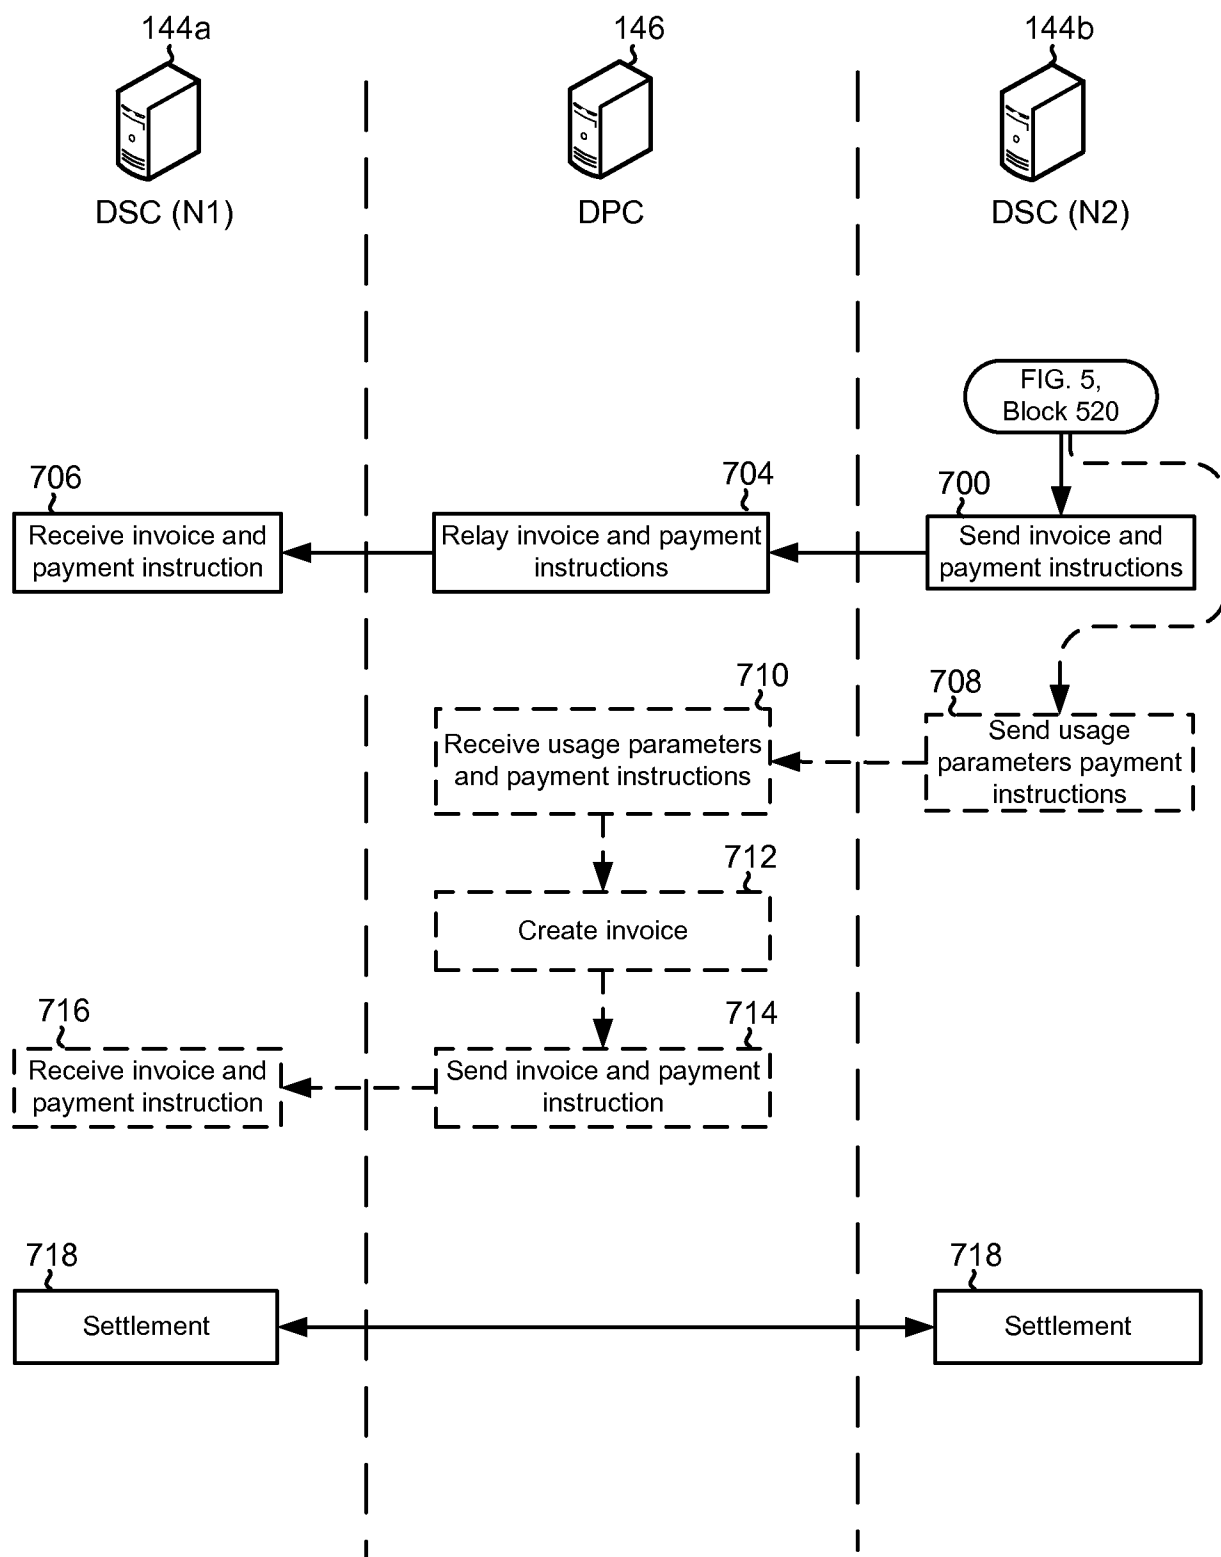 144a
146
144b
DSC (N1)
DPC
DSC (N2)
FIG. 5,
Block 520
706
Receive invoice and
payment instruction
704
Relay invoice and payment
instructions
700
Send invoice and
payment instructions
710
Receive usage parameters
and payment instructions
708
Send usage
parameters payment
instructions
712
Create invoice
716
Receive invoice and
payment instruction
714
Send invoice and payment
instruction
718
Settlement
718
Settlement